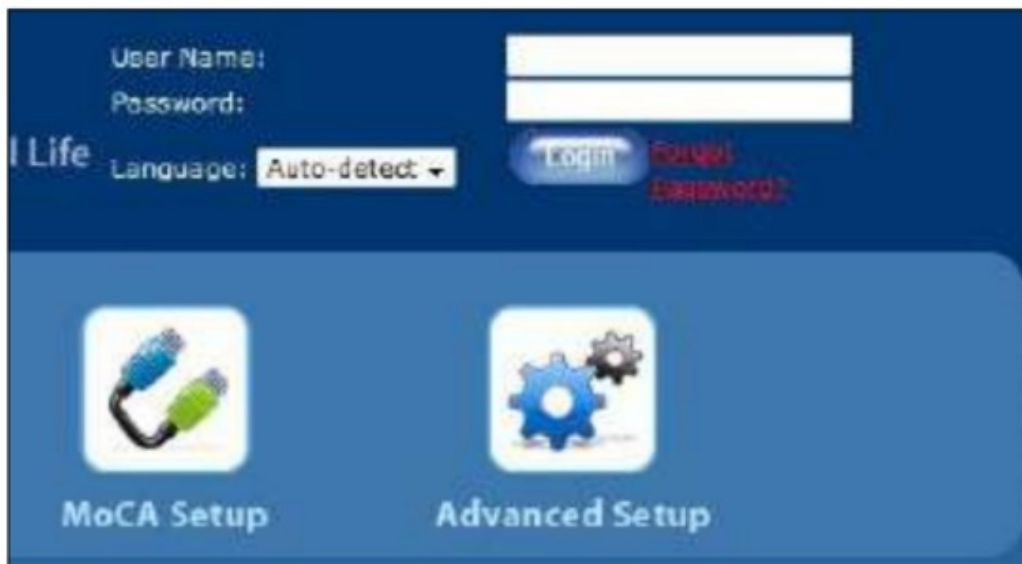 User Name:
Password:
l Life
Language: Auto-detect
Login Forgot
Password?
MoCA Setup
Advanced Setup